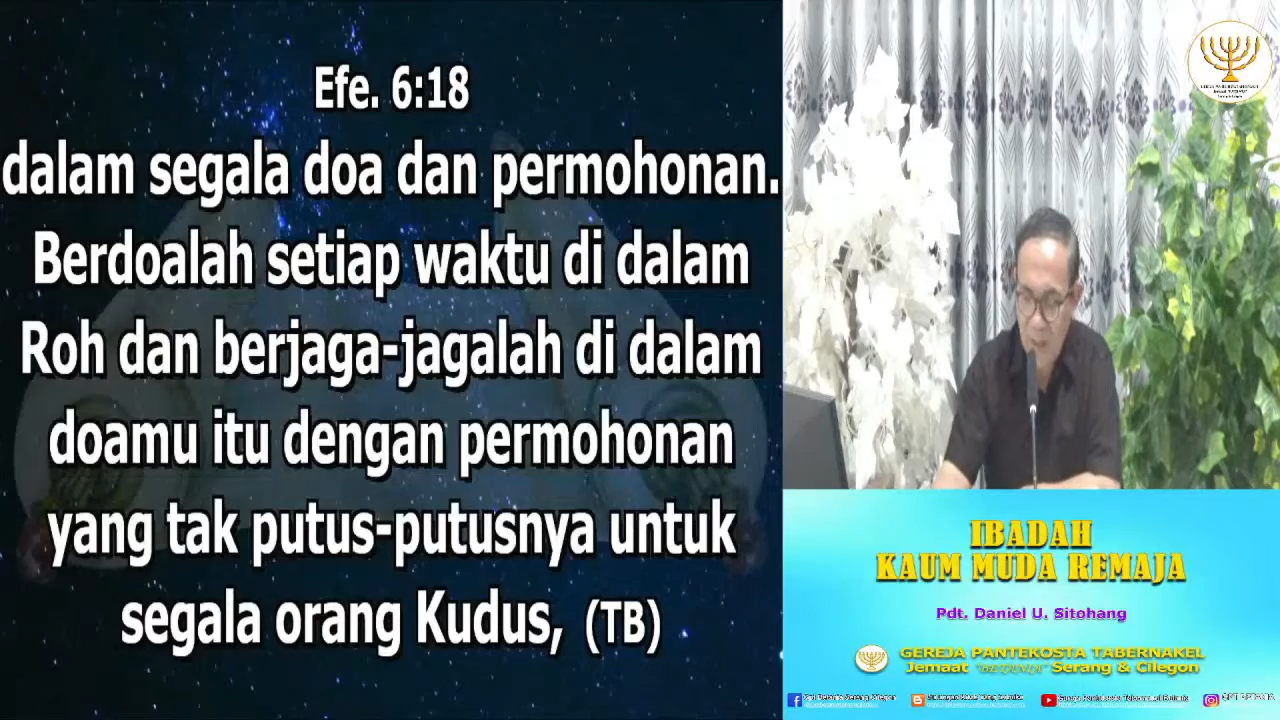 Efe. 6:18
dalam segala doa dan permohonan.
Berdoalah setiap waktu di dalam
Roh dan berjaga-jagalah di dalam
doamu itu dengan permohonan
yang tak putus-putusnya untuk
segala orang Kudus, (TB)
IBADAH
KAUM MUDA REMAJA
Pdt. Daniel U. Sitohang
GEREJA PANTEKOSTA TABERNAKEL
Jemaat "BETANIA" Serang & Cilegon